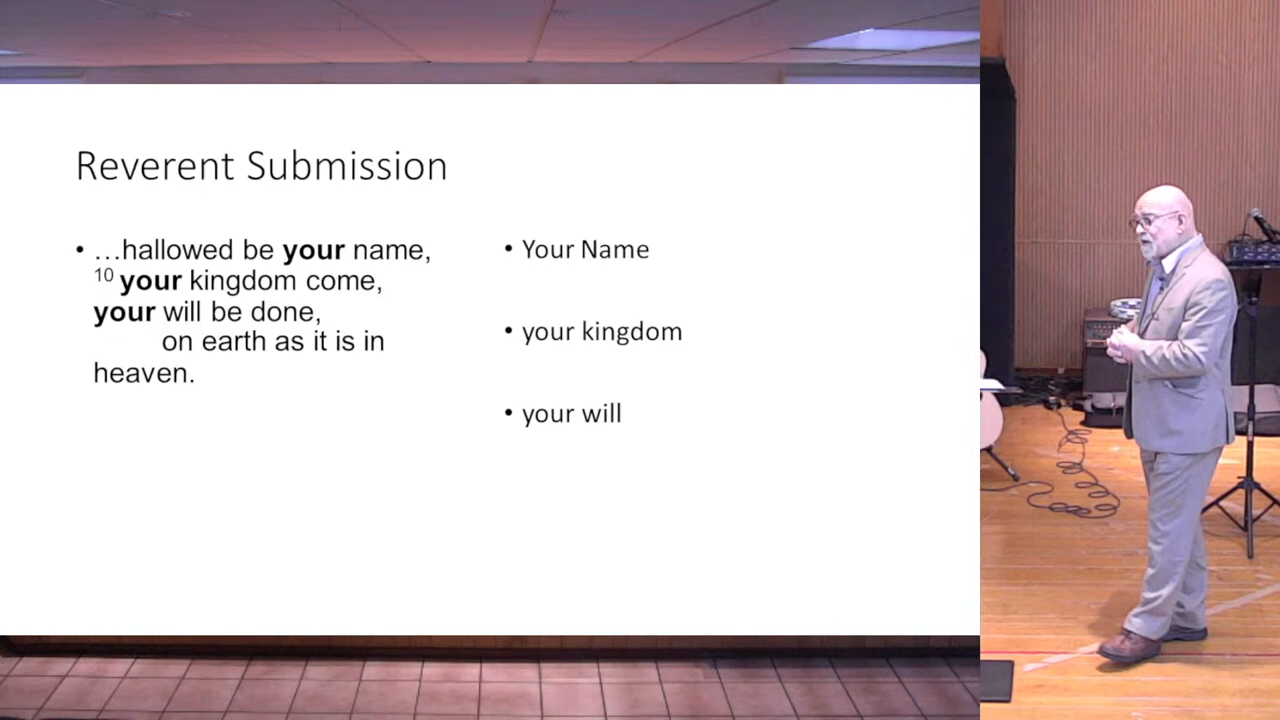 Reverent Submission
• …hallowed be your name,
10 your kingdom come,
your will be done,
on earth as it is in
heaven.
• Your Name
• your kingdom
• your will